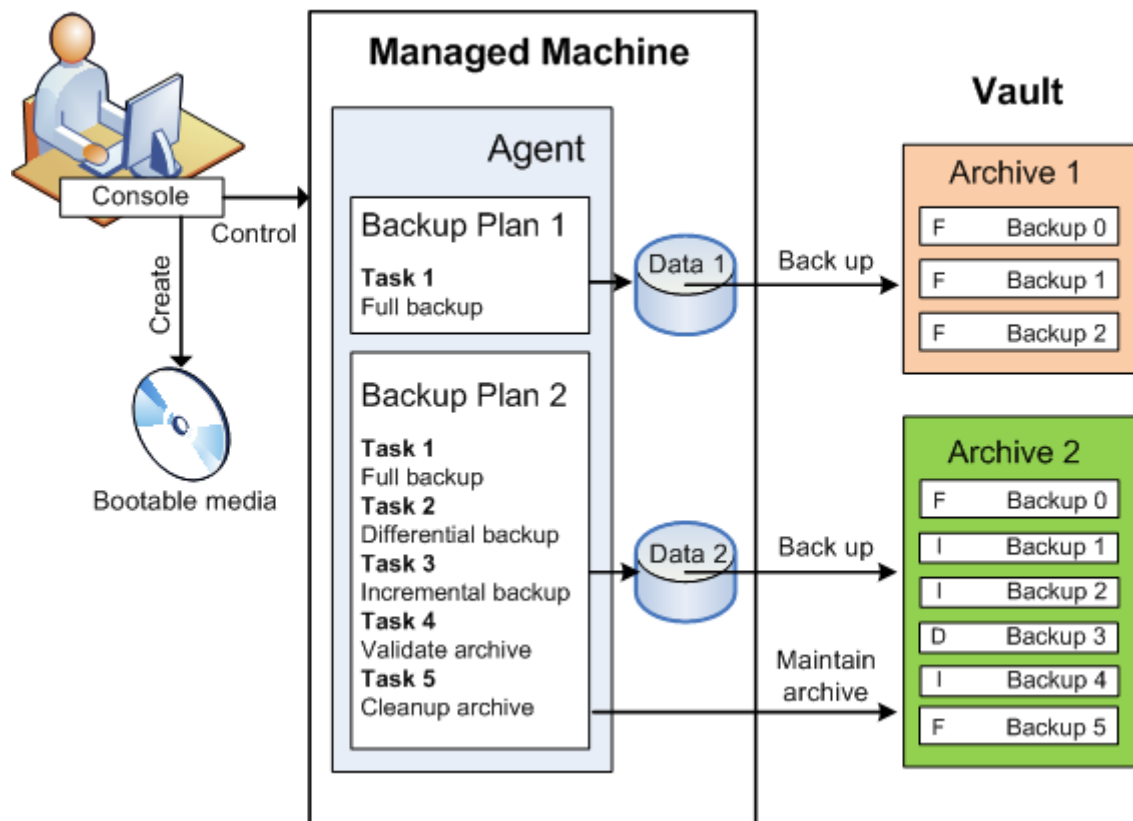 Managed Machine
Vault
Console
Control
Create
Bootable media
Agent
Backup Plan 1
Task 1
Full backup
Backup Plan 2
Task 1
Full backup
Task 2
Differential backup
Task 3
Incremental backup
Task 4
Validate archive
Task 5
Cleanup archive
Data 1
Back up
Data 2
Back up
Maintain
archive
Archive 1
F Backup 0
F Backup 1
F Backup 2
Archive 2
F Backup 0
I Backup 1
I Backup 2
D Backup 3
I Backup 4
F Backup 5